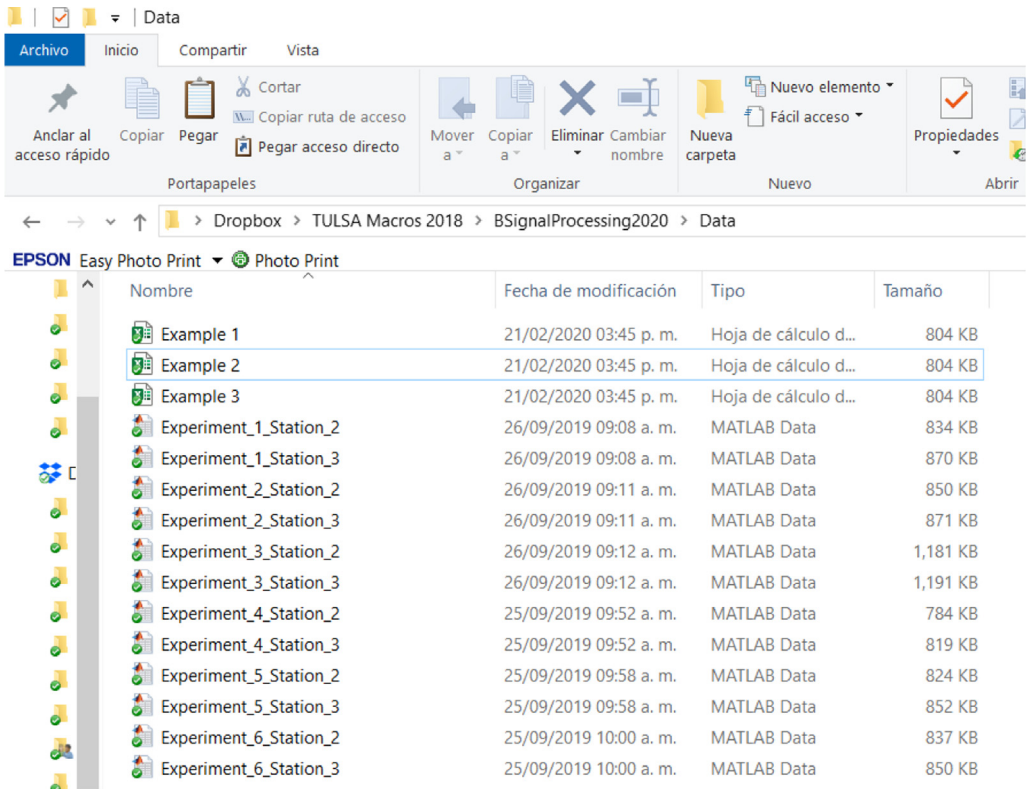 Data
Archivo Inicio Compartir Vista
Anclar al acceso rápido
Copiar
Pegar
Cortar
Copiar ruta de acceso
Pegar acceso directo
Mover a
Copiar a
Eliminar
Cambiar nombre
Nueva carpeta
Nuevo elemento
Fácil acceso
Propiedades
Portapapeles Organizar Nuevo Abrir
Dropbox > TULSA Macros 2018 > BSignalProcessing2020 > Data
EPSON Easy Photo Print Photo Print
Nombre Fecha de modificación Tipo Tamaño
Example 1 21/02/2020 03:45 p. m. Hoja de cálculo d... 804 KB
Example 2 21/02/2020 03:45 p. m. Hoja de cálculo d... 804 KB
Example 3 21/02/2020 03:45 p. m. Hoja de cálculo d... 804 KB
Experiment_1_Station_2 26/09/2019 09:08 a. m. MATLAB Data 834 KB
Experiment_1_Station_3 26/09/2019 09:08 a. m. MATLAB Data 870 KB
Experiment_2_Station_2 26/09/2019 09:11 a. m. MATLAB Data 850 KB
Experiment_2_Station_3 26/09/2019 09:11 a. m. MATLAB Data 871 KB
Experiment_3_Station_2 26/09/2019 09:12 a. m. MATLAB Data 1,181 KB
Experiment_3_Station_3 26/09/2019 09:12 a. m. MATLAB Data 1,191 KB
Experiment_4_Station_2 25/09/2019 09:52 a. m. MATLAB Data 784 KB
Experiment_4_Station_3 25/09/2019 09:52 a. m. MATLAB Data 819 KB
Experiment_5_Station_2 25/09/2019 09:58 a. m. MATLAB Data 824 KB
Experiment_5_Station_3 25/09/2019 09:58 a. m. MATLAB Data 852 KB
Experiment_6_Station_2 25/09/2019 10:00 a. m. MATLAB Data 837 KB
Experiment_6_Station_3 25/09/2019 10:00 a. m. MATLAB Data 850 KB